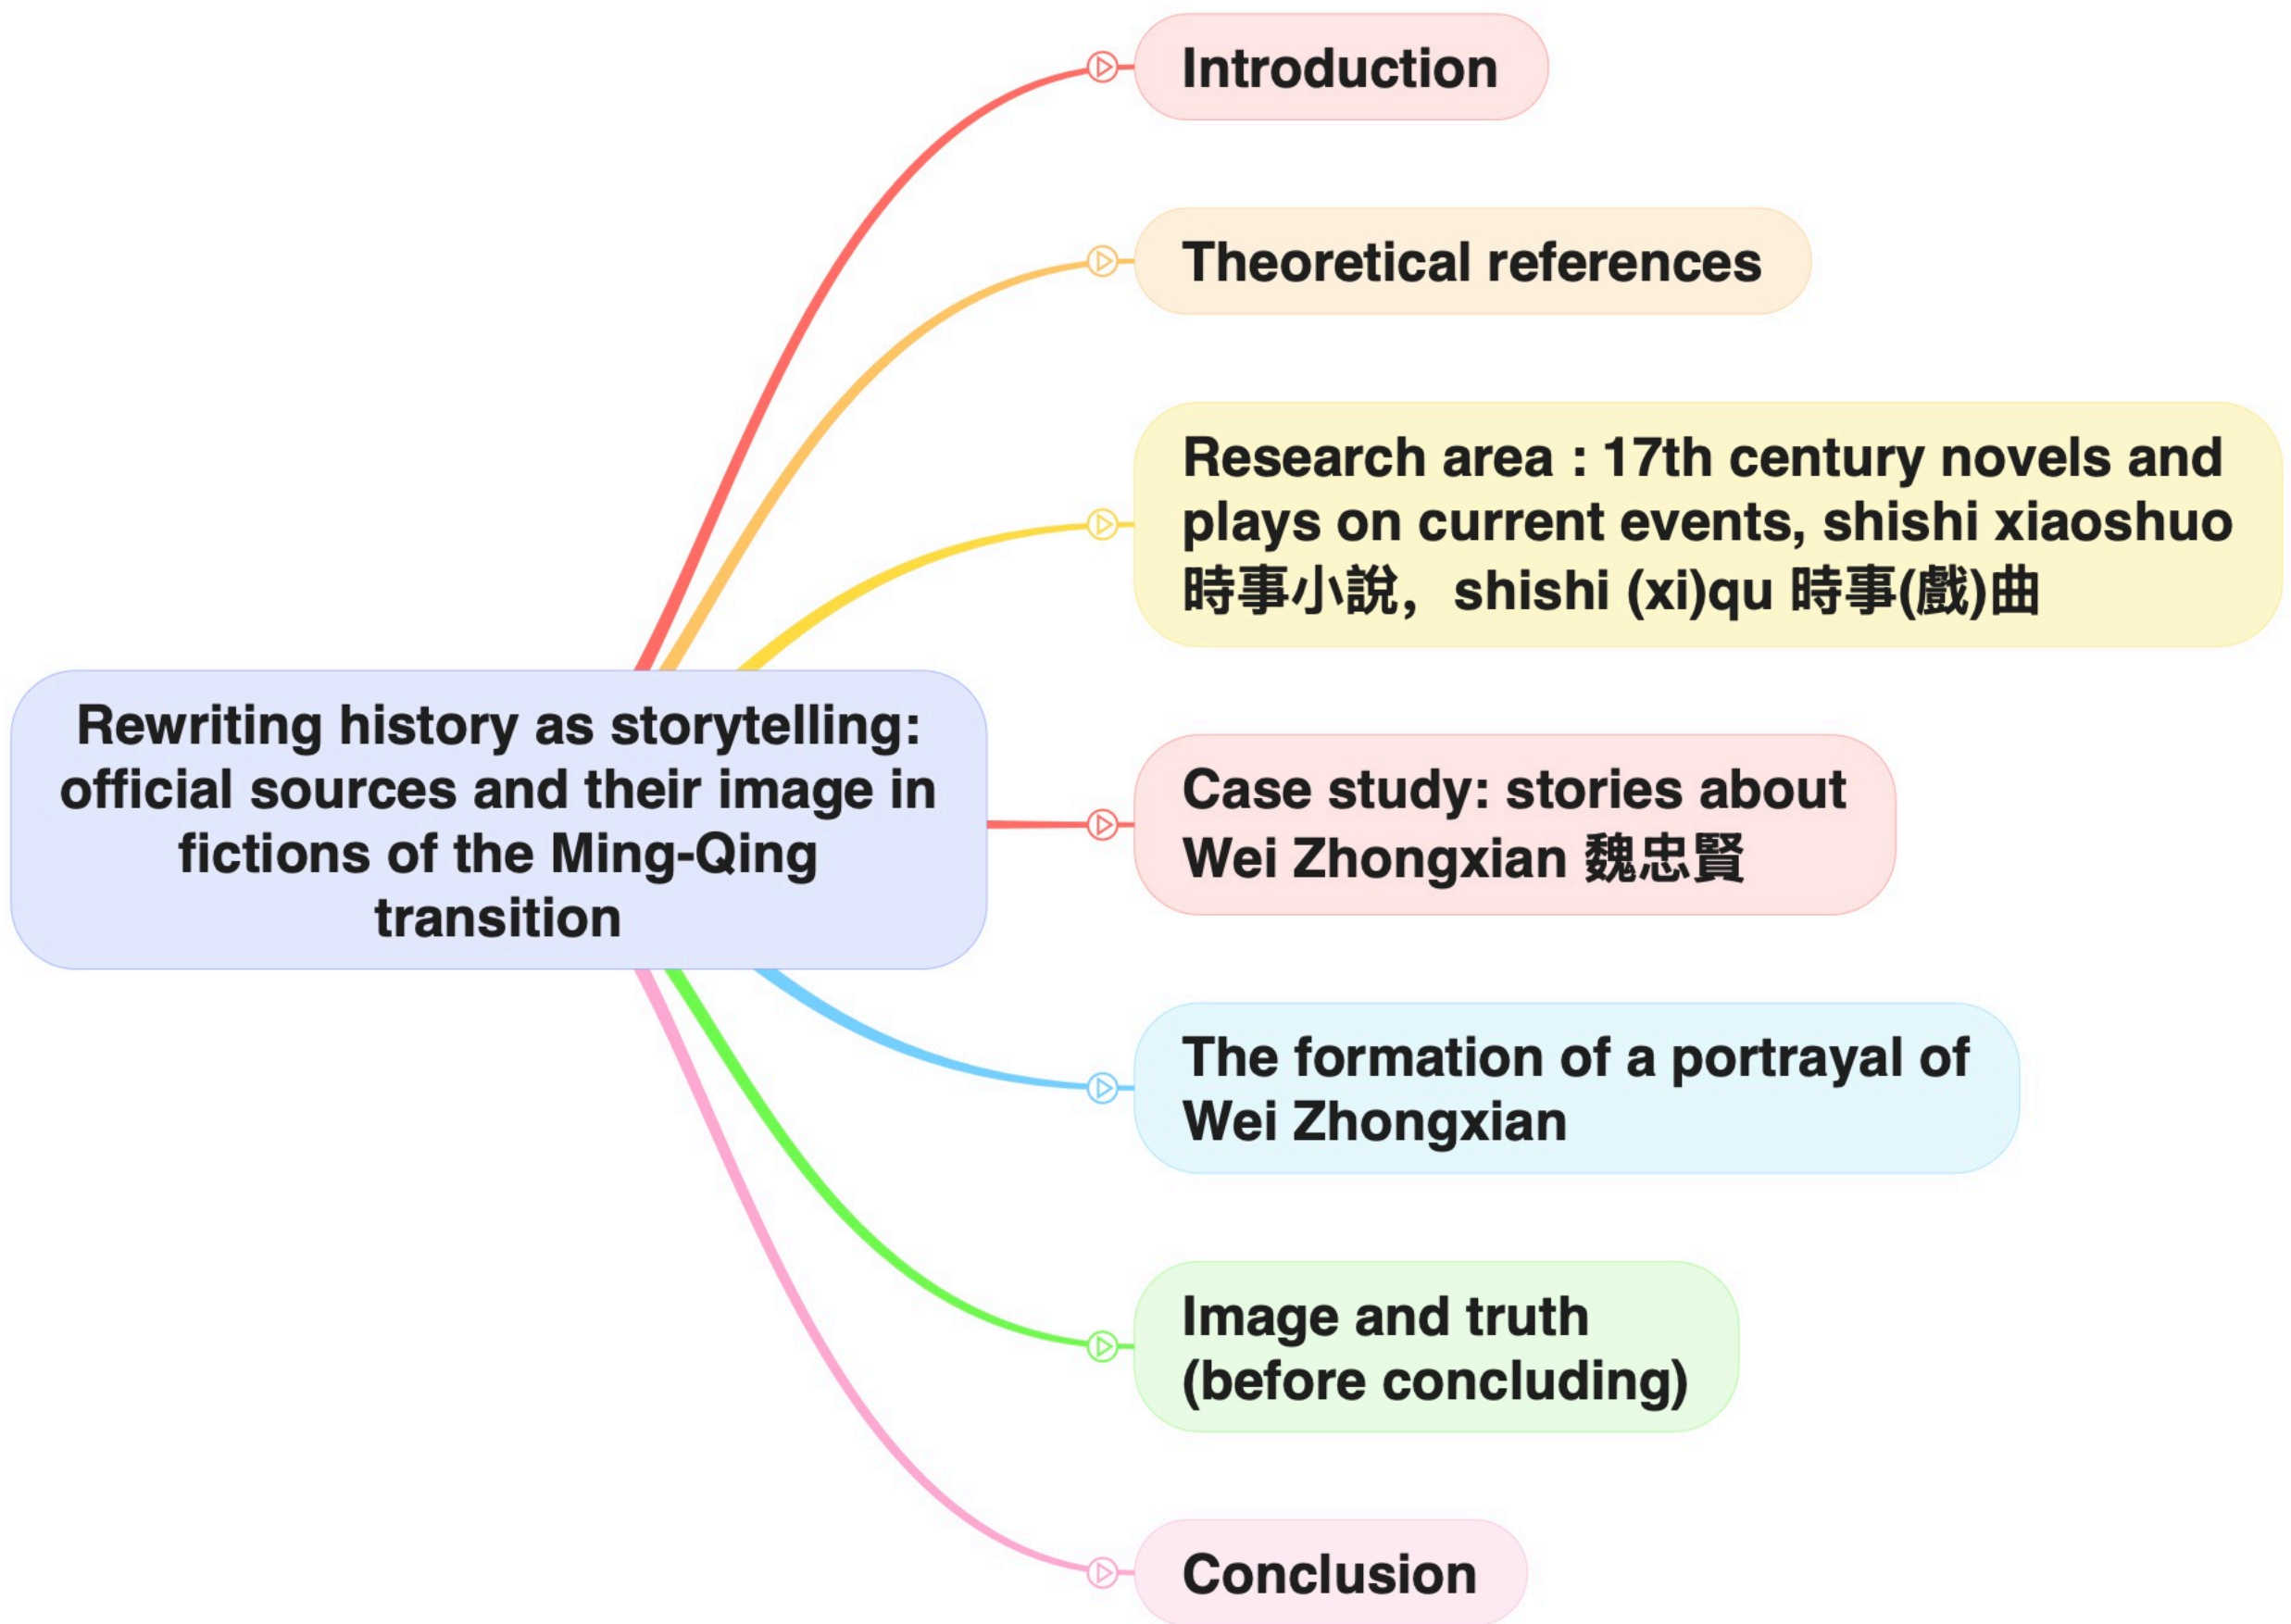 Introduction
Theoretical references
Research area : 17th century novels and
plays on current events, shishi xiaoshuo
時事小說，shishi (xi)qu 時事(戲)曲
Rewriting history as storytelling:
official sources and their image in
fictions of the Ming-Qing
transition
Case study: stories about
Wei Zhongxian 魏忠賢
The formation of a portrayal of
Wei Zhongxian
Image and truth
(before concluding)
Conclusion